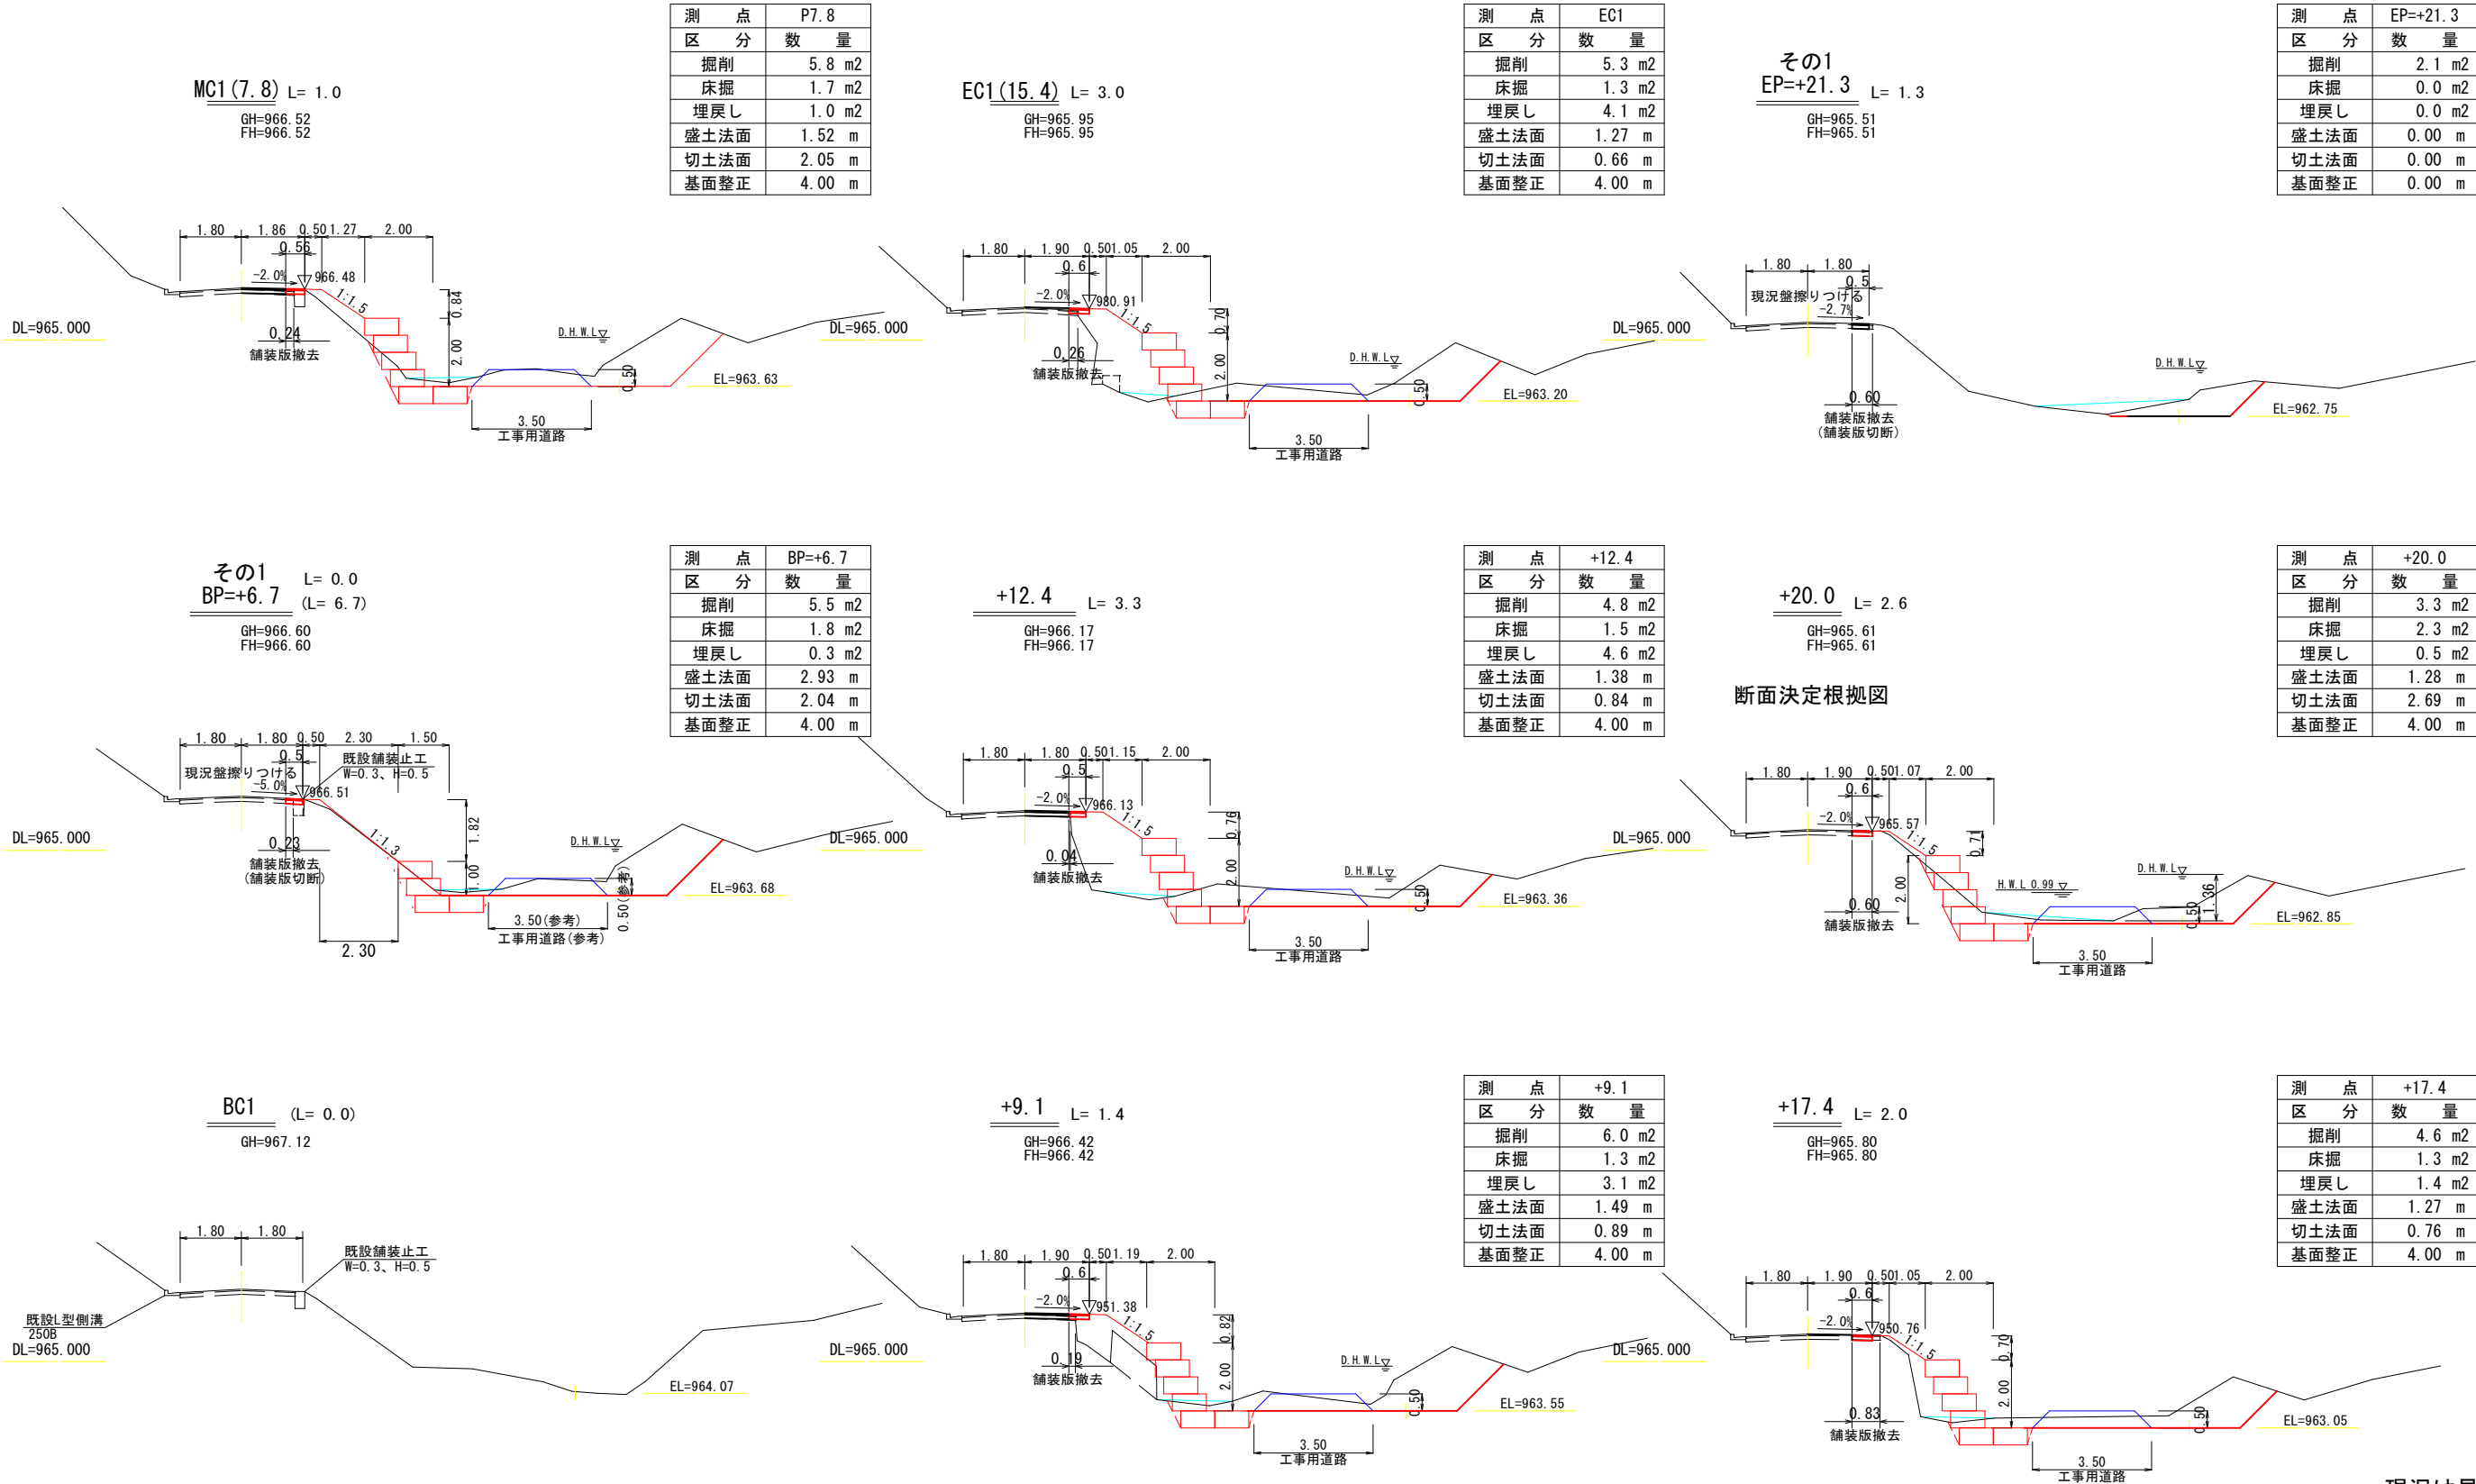 MC1(7.8) L= 1.0
GH=966.52
FH=966.52
測 点 P7.8
区 分 数 量
掘削 5.8 m2
床掘 1.7 m2
埋戻し 1.0 m2
盛土法面 1.52 m
切土法面 2.05 m
基面整正 4.00 m
1.80 1.86 0.50 1.27 2.00
0.56
-2.0% 966.48
1:1.5
0.84
2.00
DL=965.000
0.24
舗装版撤去
D.H.W.L
0.50
EL=963.63
3.50
工事用道路
EC1(15.4) L= 3.0
GH=965.95
FH=965.95
測 点 EC1
区 分 数 量
掘削 5.3 m2
床掘 1.3 m2
埋戻し 4.1 m2
盛土法面 1.27 m
切土法面 0.66 m
基面整正 4.00 m
1.80 1.90 0.50 1.05 2.00
0.6
-2.0% 980.91
1:1.5
0.70
2.00
DL=965.000
0.26
舗装版撤去
D.H.W.L
0.50
EL=963.20
3.50
工事用道路
その1
EP=+21.3 L= 1.3
GH=965.51
FH=965.51
測 点 EP=+21.3
区 分 数 量
掘削 2.1 m2
床掘 0.0 m2
埋戻し 0.0 m2
盛土法面 0.00 m
切土法面 0.00 m
基面整正 0.00 m
1.80 1.80
0.5
現況盤擦りつける
-2.7%
DL=965.000
0.60
舗装版撤去
(舗装版切断)
D.H.W.L
EL=962.75
その1
BP=+6.7 L= 0.0
(L= 6.7)
GH=966.60
FH=966.60
測 点 BP=+6.7
区 分 数 量
掘削 5.5 m2
床掘 1.8 m2
埋戻し 0.3 m2
盛土法面 2.93 m
切土法面 2.04 m
基面整正 4.00 m
1.80 1.80 0.50 2.30 1.50
0.5
既設舗装止工
W=0.3、H=0.5
現況盤擦りつける
-5.0% 966.51
1:1.3
1.82
1.00
DL=965.000
0.23
舗装版撤去
(舗装版切断)
D.H.W.L
0.50(参考)
EL=963.68
3.50(参考)
工事用道路(参考)
2.30
+12.4 L= 3.3
GH=966.17
FH=966.17
測 点 +12.4
区 分 数 量
掘削 4.8 m2
床掘 1.5 m2
埋戻し 4.6 m2
盛土法面 1.38 m
切土法面 0.84 m
基面整正 4.00 m
1.80 1.80 0.50 1.15 2.00
0.5
-2.0% 966.13
1:1.5
0.76
2.00
DL=965.000
0.04
舗装版撤去
D.H.W.L
0.50
EL=963.36
3.50
工事用道路
+20.0 L= 2.6
GH=965.61
FH=965.61
断面決定根拠図
測 点 +20.0
区 分 数 量
掘削 3.3 m2
床掘 2.3 m2
埋戻し 0.5 m2
盛土法面 1.28 m
切土法面 2.69 m
基面整正 4.00 m
1.80 1.90 0.50 1.07 2.00
0.6
-2.0% 965.57
1:1.5
0.71
2.00
DL=965.000
0.60
舗装版撤去
H.W.L 0.99
D.H.W.L
1.36
0.50
EL=962.85
3.50
工事用道路
BC1 (L= 0.0)
GH=967.12
1.80 1.80
既設舗装止工
W=0.3、H=0.5
既設L型側溝
250B
DL=965.000
EL=964.07
+9.1 L= 1.4
GH=966.42
FH=966.42
測 点 +9.1
区 分 数 量
掘削 6.0 m2
床掘 1.3 m2
埋戻し 3.1 m2
盛土法面 1.49 m
切土法面 0.89 m
基面整正 4.00 m
1.80 1.90 0.50 1.19 2.00
0.6
-2.0% 951.38
1:1.5
0.82
2.00
DL=965.000
0.19
舗装版撤去
D.H.W.L
0.50
EL=963.55
3.50
工事用道路
+17.4 L= 2.0
GH=965.80
FH=965.80
測 点 +17.4
区 分 数 量
掘削 4.6 m2
床掘 1.3 m2
埋戻し 1.4 m2
盛土法面 1.27 m
切土法面 0.76 m
基面整正 4.00 m
1.80 1.90 0.50 1.05 2.00
0.6
-2.0% 950.76
1:1.5
0.70
2.00
DL=965.000
0.83
舗装版撤去
0.50
EL=963.05
3.50
工事用道路